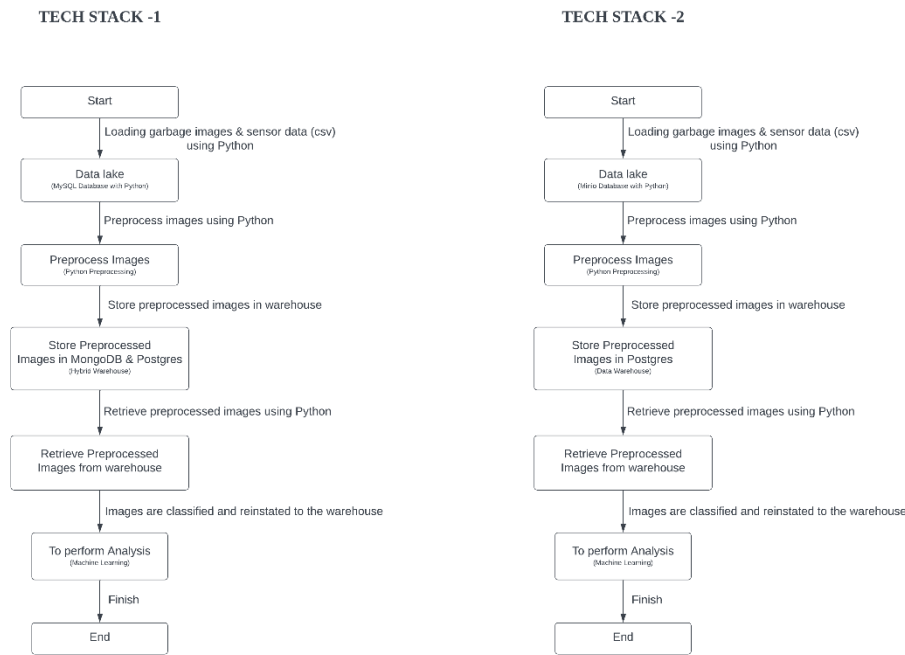 TECH STACK -1
Start
Loading garbage images & sensor data (csv)
using Python
Data lake
(MySQL Database with Python)
Preprocess images using Python
Preprocess Images
(Python Preprocessing)
Store preprocessed images in warehouse
Store Preprocessed
Images in MongoDB & Postgres
(Hybrid Warehouse)
Retrieve preprocessed images using Python
Retrieve Preprocessed
Images from warehouse
Images are classified and reinstated to the warehouse
To perform Analysis
(Machine Learning)
Finish
End
TECH STACK -2
Start
Loading garbage images & sensor data (csv)
using Python
Data lake
(Minio Database with Python)
Preprocess images using Python
Preprocess Images
(Python Preprocessing)
Store preprocessed images in warehouse
Store Preprocessed
Images in Postgres
(Data Warehouse)
Retrieve preprocessed images using Python
Retrieve Preprocessed
Images from warehouse
Images are classified and reinstated to the warehouse
To perform Analysis
(Machine Learning)
Finish
End